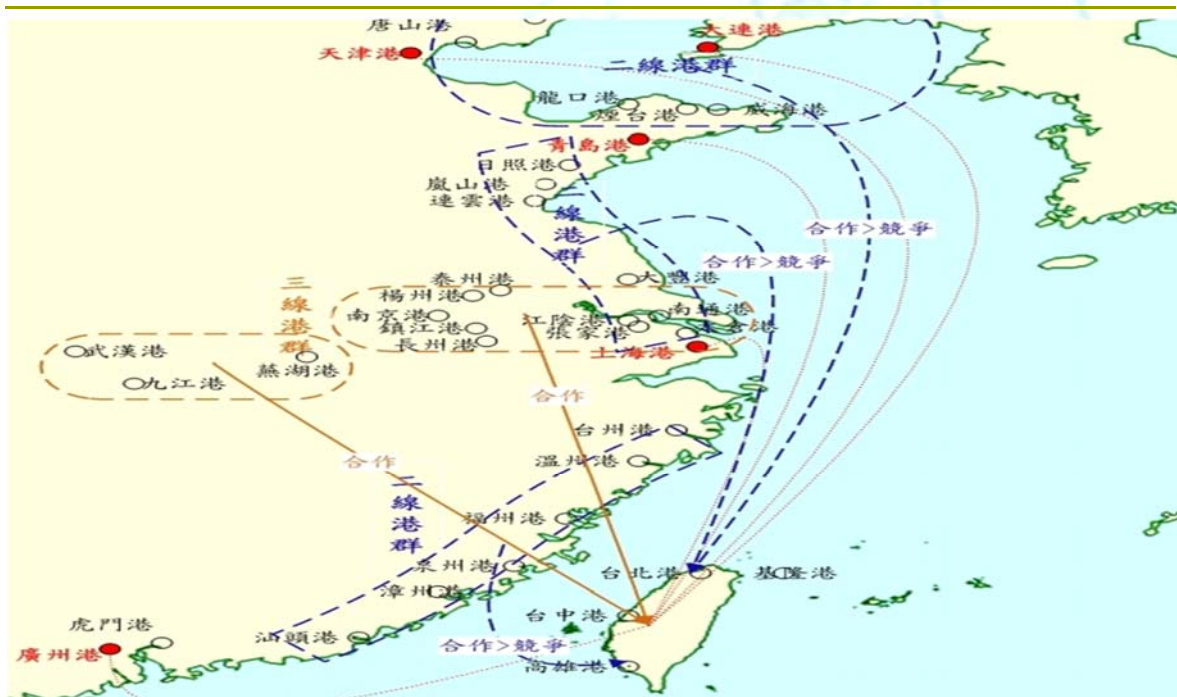 唐山港
天津港
大連港
二線港群
龍口港
煙台港
威海港
青島港
日照港
嵐山港
連雲港
二線港群
合作>競爭
合作>競爭
三線港群
泰州港
大豐港
楊州港
南京港
江陰港
鎮江港
張家港
長州港
上海港
武漢港
蕪湖港
九江港
合作
台州港
合作
溫州港
二線港群
福州港
泉州港
台北港
基隆港
漳州港
台中港
虎門港
汕頭港
合作>競爭
廣州港
高雄港